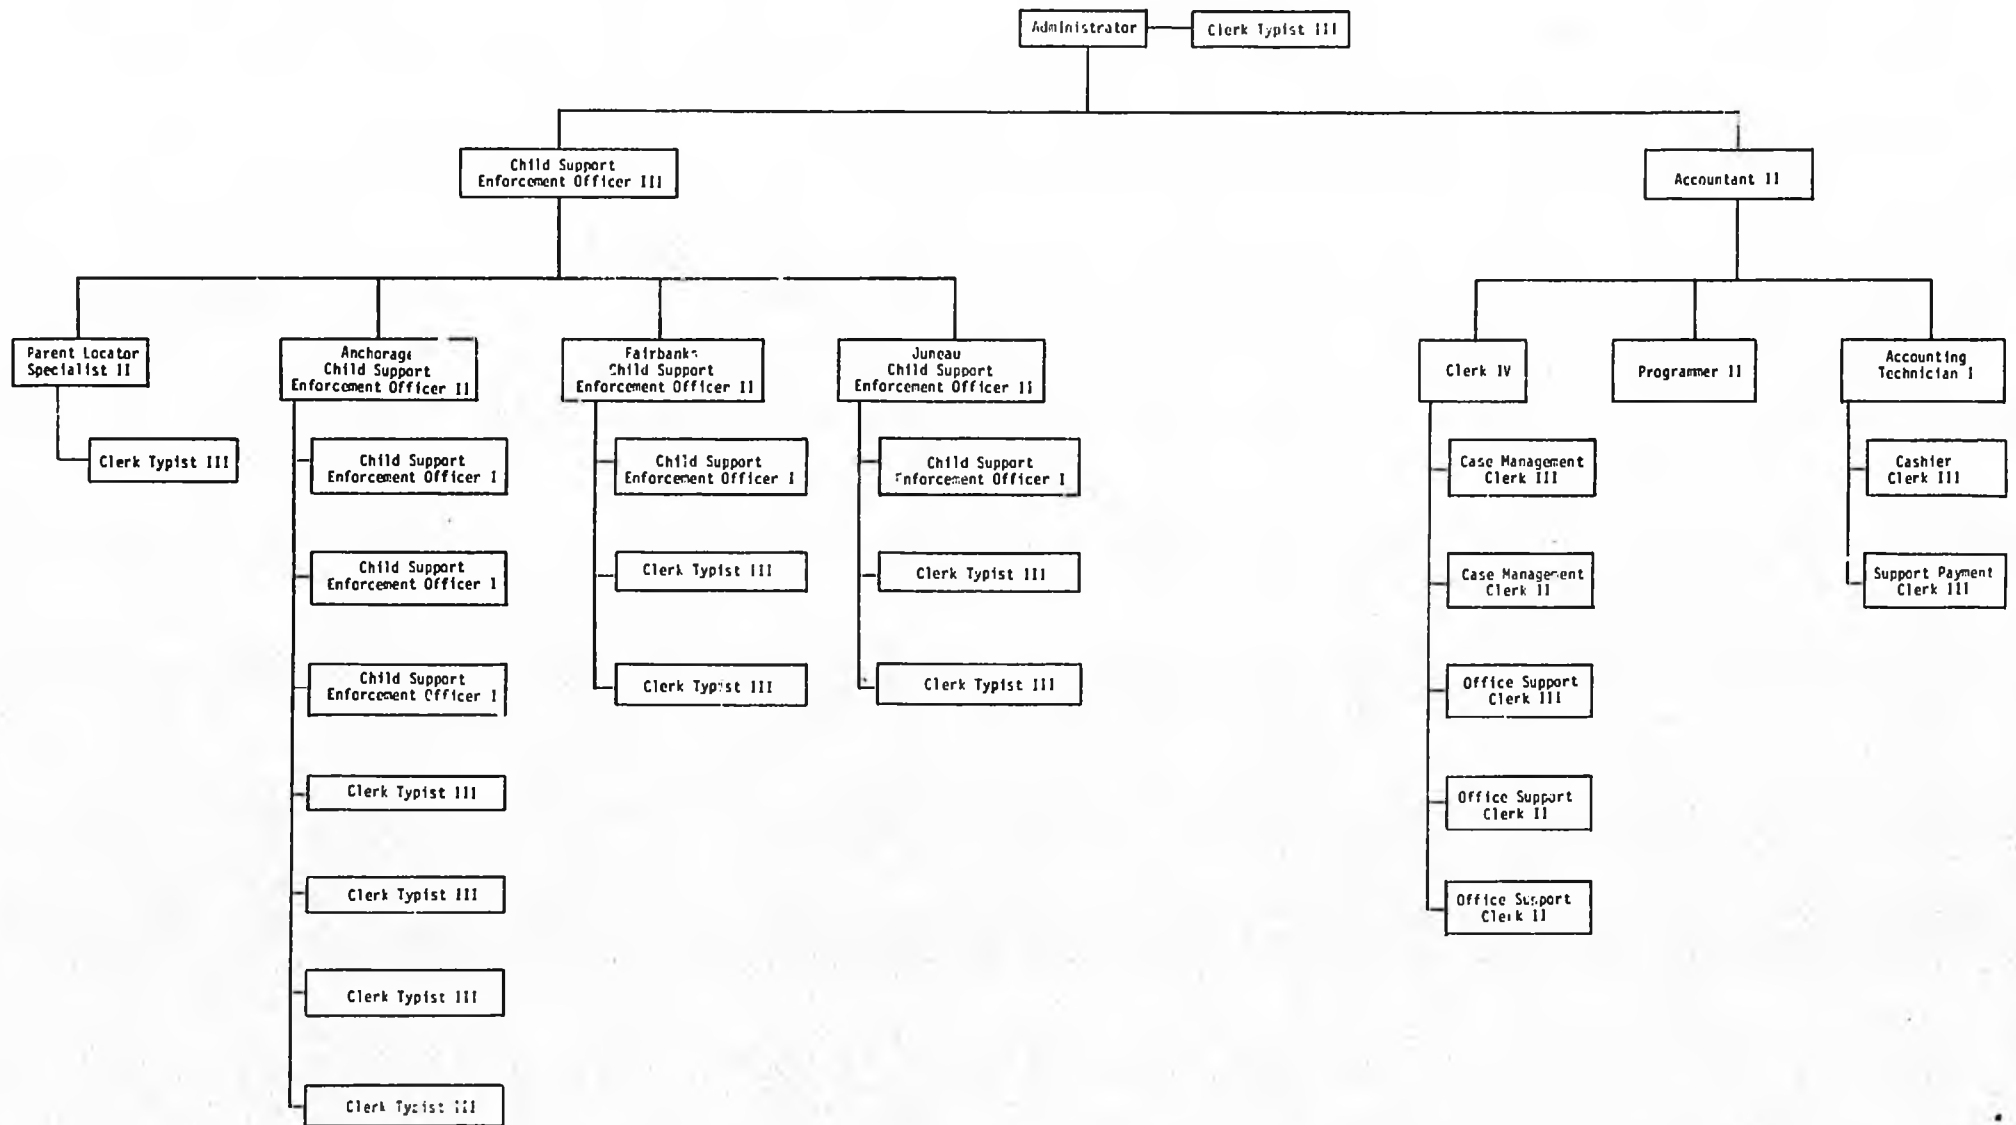 Administrator
Clerk Typist III
Child Support
Enforcement Officer III
Accountant II
Parent Locator
Specialist II
Anchorage
Child Support
Enforcement Officer II
Fairbanks
Child Support
Enforcement Officer II
Juneau
Child Support
Enforcement Officer II
Clerk IV
Programmer II
Accounting
Technician I
Clerk Typist III
Child Support
Enforcement Officer I
Child Support
Enforcement Officer I
Child Support
Enforcement Officer I
Clerk Typist III
Clerk Typist III
Clerk Typist III
Clerk Typist III
Child Support
Enforcement Officer I
Clerk Typist III
Clerk Typist III
Child Support
Enforcement Officer I
Clerk Typist III
Clerk Typist III
Case Management
Clerk III
Case Management
Clerk II
Office Support
Clerk III
Office Support
Clerk II
Office Support
Clerk II
Cashier
Clerk III
Support Payment
Clerk III